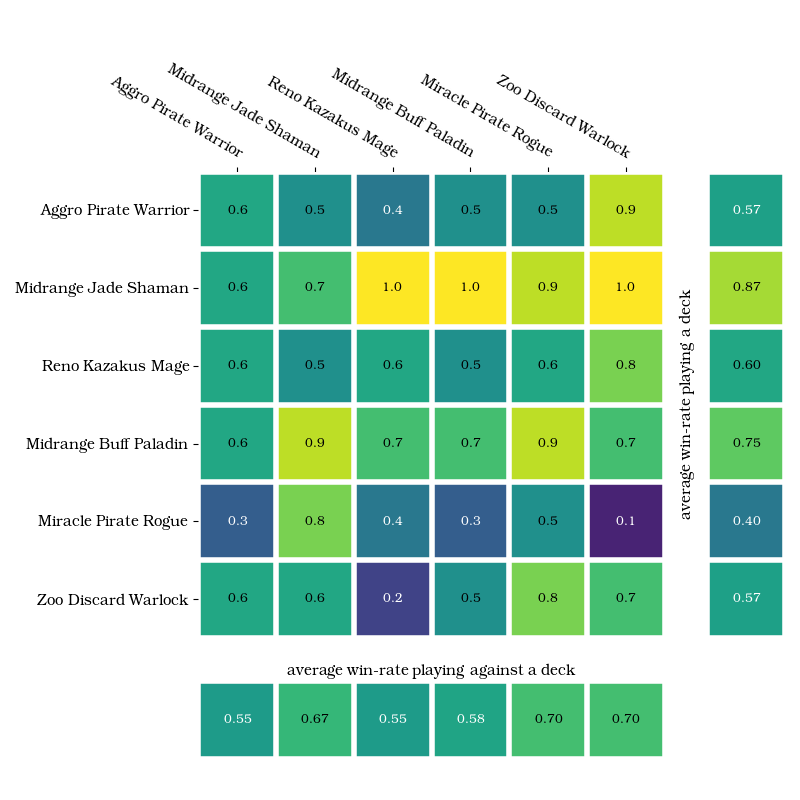 Aggro Pirate Warrior
Midrange Jade Shaman
Reno Kazakus Mage
Midrange Buff Paladin
Miracle Pirate Rogue
Zoo Discard Warlock
Aggro Pirate Warrior 0.6 0.5 0.4 0.5 0.5 0.9 0.57
Midrange Jade Shaman 0.6 0.7 1.0 1.0 0.9 1.0 0.87
Reno Kazakus Mage 0.6 0.5 0.6 0.5 0.6 0.8 0.60
Midrange Buff Paladin 0.6 0.9 0.7 0.7 0.9 0.7 0.75
Miracle Pirate Rogue 0.3 0.8 0.4 0.3 0.5 0.1 0.40
Zoo Discard Warlock 0.6 0.6 0.2 0.5 0.8 0.7 0.57
average win-rate playing a deck
average win-rate playing against a deck
0.55 0.67 0.55 0.58 0.70 0.70